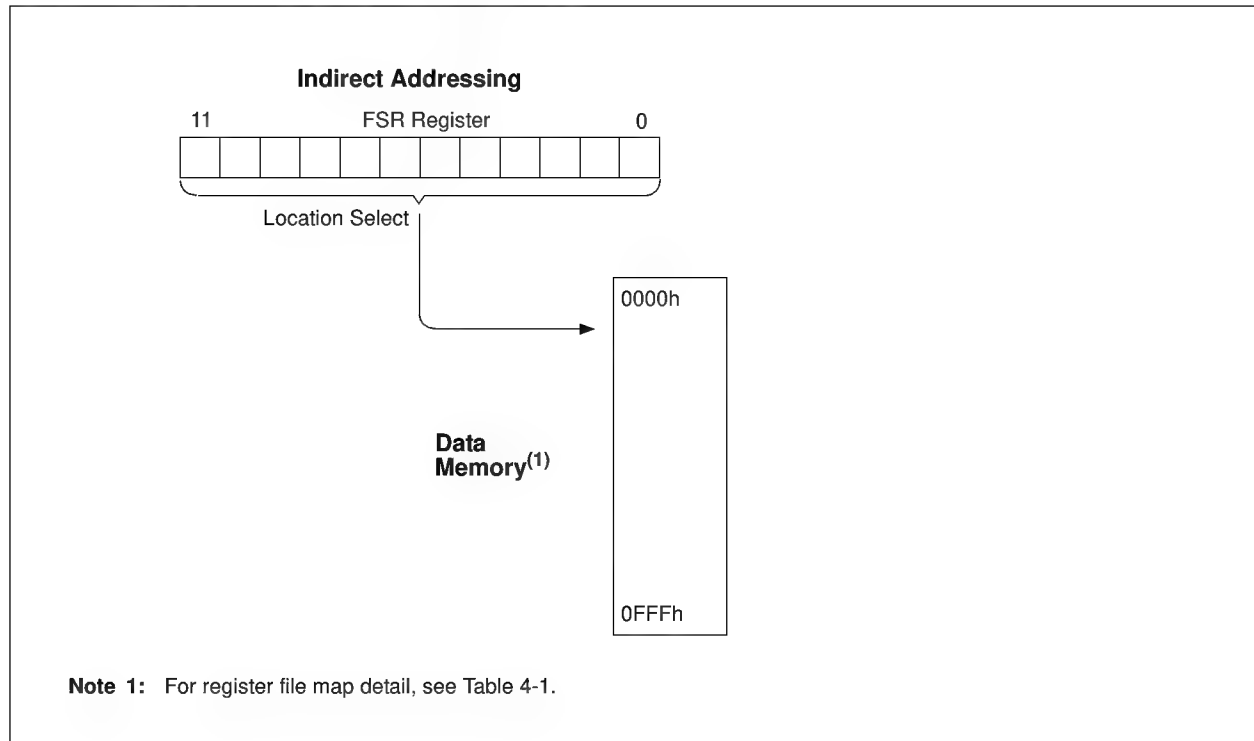 Indirect Addressing
11 FSR Register 0
Location Select
0000h
Data
Memory(1)
0FFFh
Note 1: For register file map detail, see Table 4-1.